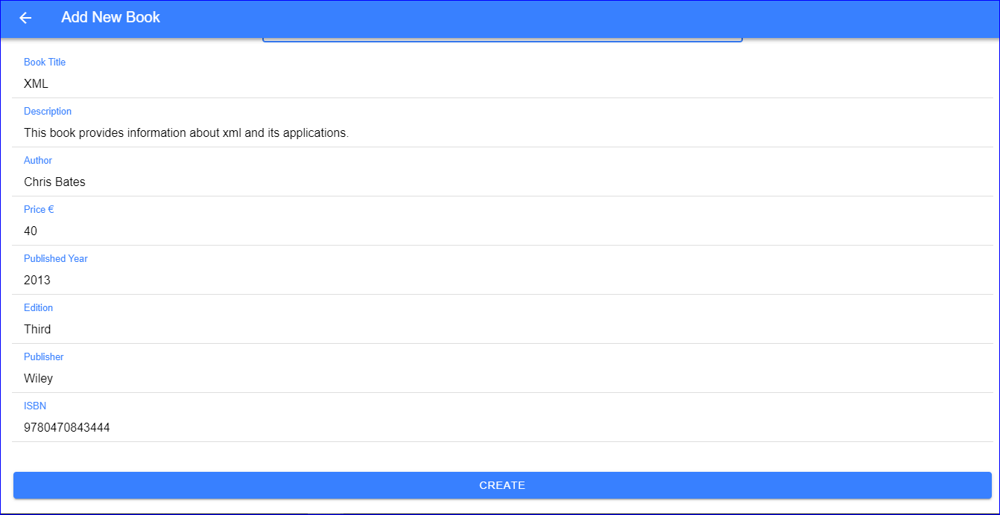 Add New Book
Book Title
XML
Description
This book provides information about xml and its applications.
Author
Chris Bates
Price €
40
Published Year
2013
Edition
Third
Publisher
Wiley
ISBN
9780470843444
CREATE